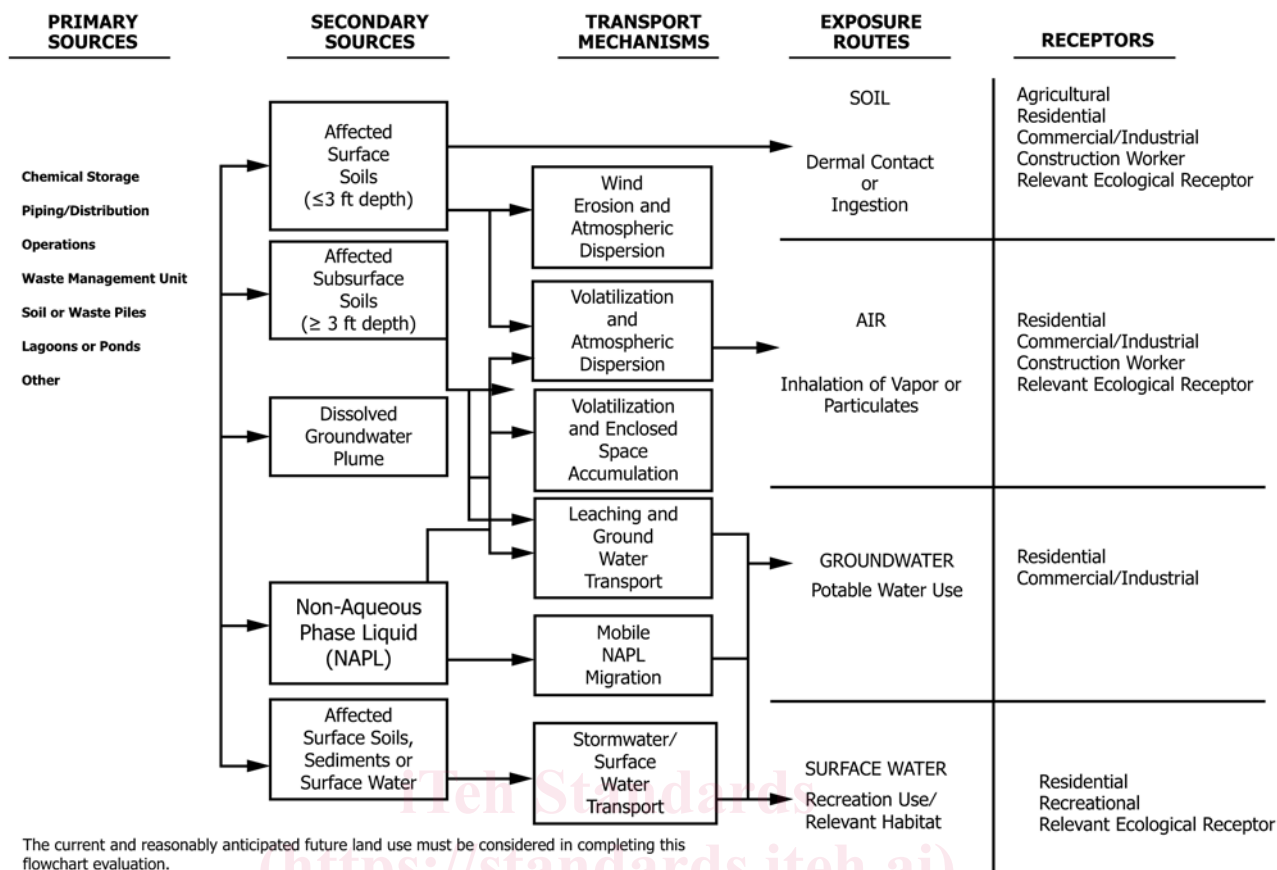 PRIMARY
SOURCES
SECONDARY
SOURCES
TRANSPORT
MECHANISMS
EXPOSURE
ROUTES
RECEPTORS
Chemical Storage
Piping/Distribution
Operations
Waste Management Unit
Soil or Waste Piles
Lagoons or Ponds
Other
Affected
Surface
Soils
(≤3 ft depth)
Affected
Subsurface
Soils
(≥ 3 ft depth)
Dissolved
Groundwater
Plume
Non-Aqueous
Phase Liquid
(NAPL)
Affected
Surface Soils,
Sediments or
Surface Water
Wind
Erosion and
Atmospheric
Dispersion
Volatilization
and
Atmospheric
Dispersion
Volatilization
and Enclosed
Space
Accumulation
Leaching and
Ground
Water
Transport
Mobile
NAPL
Migration
Stormwater/
Surface
Water
Transport
SOIL
Dermal Contact
or
Ingestion
Agricultural
Residential
Commercial/Industrial
Construction Worker
Relevant Ecological Receptor
AIR
Inhalation of Vapor or
Particulates
Residential
Commercial/Industrial
Construction Worker
Relevant Ecological Receptor
GROUNDWATER
Potable Water Use
Residential
Commercial/Industrial
SURFACE WATER
Recreation Use/
Relevant Habitat
Residential
Recreational
Relevant Ecological Receptor
The current and reasonably anticipated future land use must be considered in completing this
flowchart evaluation.
iTeh Standards
(https://standards.iteh.ai)